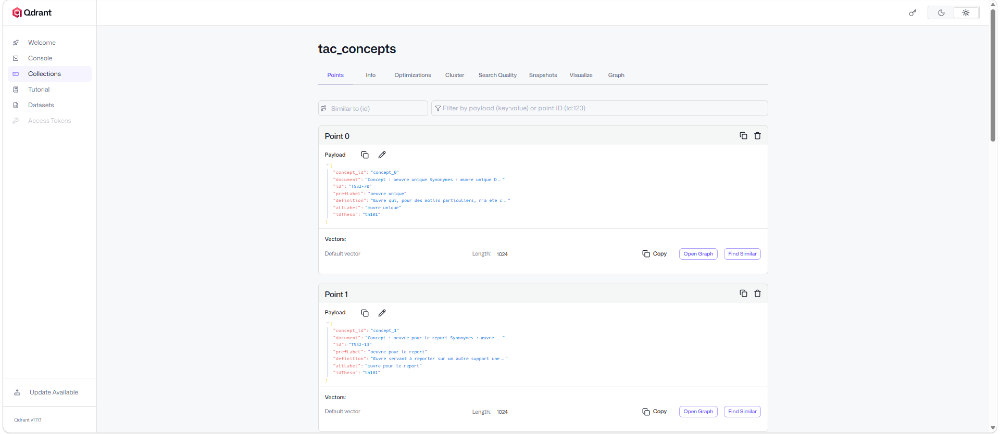 Qdrant
Welcome
Console
Collections
Tutorial
Datasets
Access Tokens
Update Available
Qdrant v1.17.1
tac_concepts
Points Info Optimizations Cluster Search Quality Snapshots Visualize Graph
Similar to (id) Filter by payload (key:value) or point ID (id:123)
Point 0
Payload
{
"concept_id": "concept_0"
"document": "Concept : oeuvre unique Synonymes : œuvre unique D … "
"id": "T532-70"
"prefLabel": "oeuvre unique"
"definition": "Œuvre qui, pour des motifs particuliers, n'a été c … "
"altLabel": "œuvre unique"
"idTheso": "th101"
}
Vectors:
Default vector Length: 1024 Copy Open Graph Find Similar
Point 1
Payload
{
"concept_id": "concept_1"
"document": "Concept : oeuvre pour le report Synonymes : œuvre … "
"id": "T532-13"
"prefLabel": "oeuvre pour le report"
"definition": "Œuvre servant à reporter sur un autre support une … "
"altLabel": "œuvre pour le report"
"idTheso": "th101"
}
Vectors:
Default vector Length: 1024 Copy Open Graph Find Similar